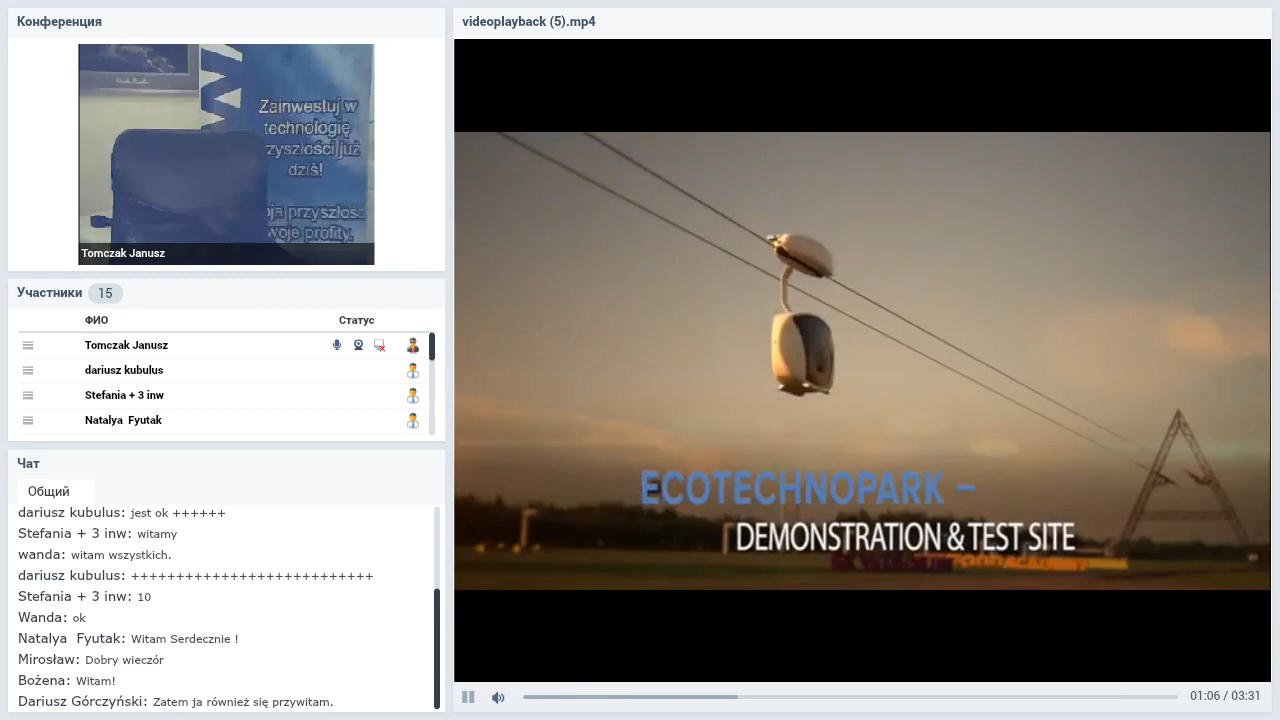 Конференция
Zainwestuj w
technologię
dziś!
Tomczak Janusz
Участники 15
ФИО Статус
Tomczak Janusz
dariusz kubulus
Stefania + 3 inw
Natalya Fyutak
Чат
Общий
dariusz kubulus: jest ok ++++++
Stefania + 3 inw: witamy
wanda: witam wszystkich.
dariusz kubulus: +++++++++++++++++++++++++++
Stefania + 3 inw: 10
Wanda: ok
Natalya Fyutak: Witam Serdecznie !
Mirosław: Dobry wieczór
Bożena: Witam!
Dariusz Górczyński: Zatem ja również się przywitam.
videoplayback (5).mp4
ECOTECHNOPARK –
DEMONSTRATION & TEST SITE
01:06 / 03:31